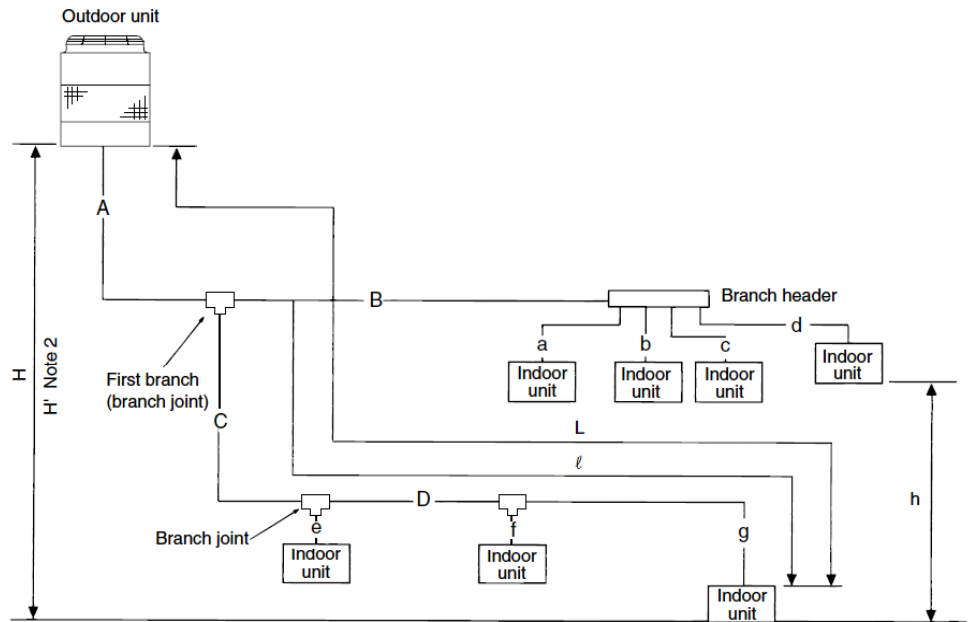 Outdoor unit
A
B
Branch header
d
a
b
c
Indoor
unit
Indoor
unit
Indoor
unit
Indoor
unit
H
H' Note 2
First branch
(branch joint)
C
L
ℓ
h
D
Branch joint
e
f
g
Indoor
unit
Indoor
unit
Indoor
unit